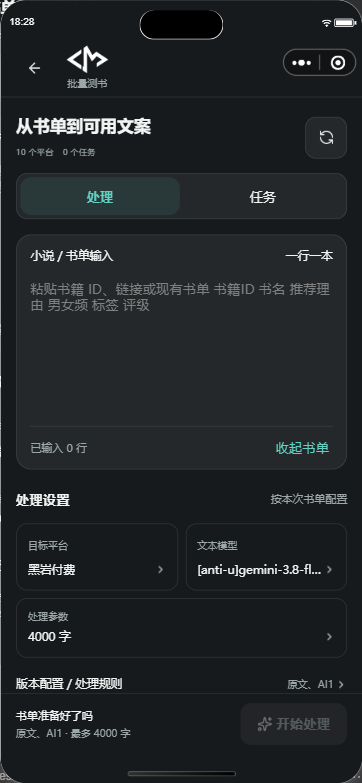 18:28
批量测书
从书单到可用文案
10 个平台 0 个任务
处理 任务
小说 / 书单输入 一行一本
粘贴书籍 ID、链接或现有书单 书籍ID 书名 推荐理
由 男女频 标签 评级
已输入 0 行 收起书单
处理设置 按本次书单配置
目标平台
黑岩付费
文本模型
[anti-u]gemini-3.8-fl...
处理参数
4000 字
版本配置 / 处理规则 原文、AI1
书单准备好了吗
原文、AI1 · 最多 4000 字
开始处理